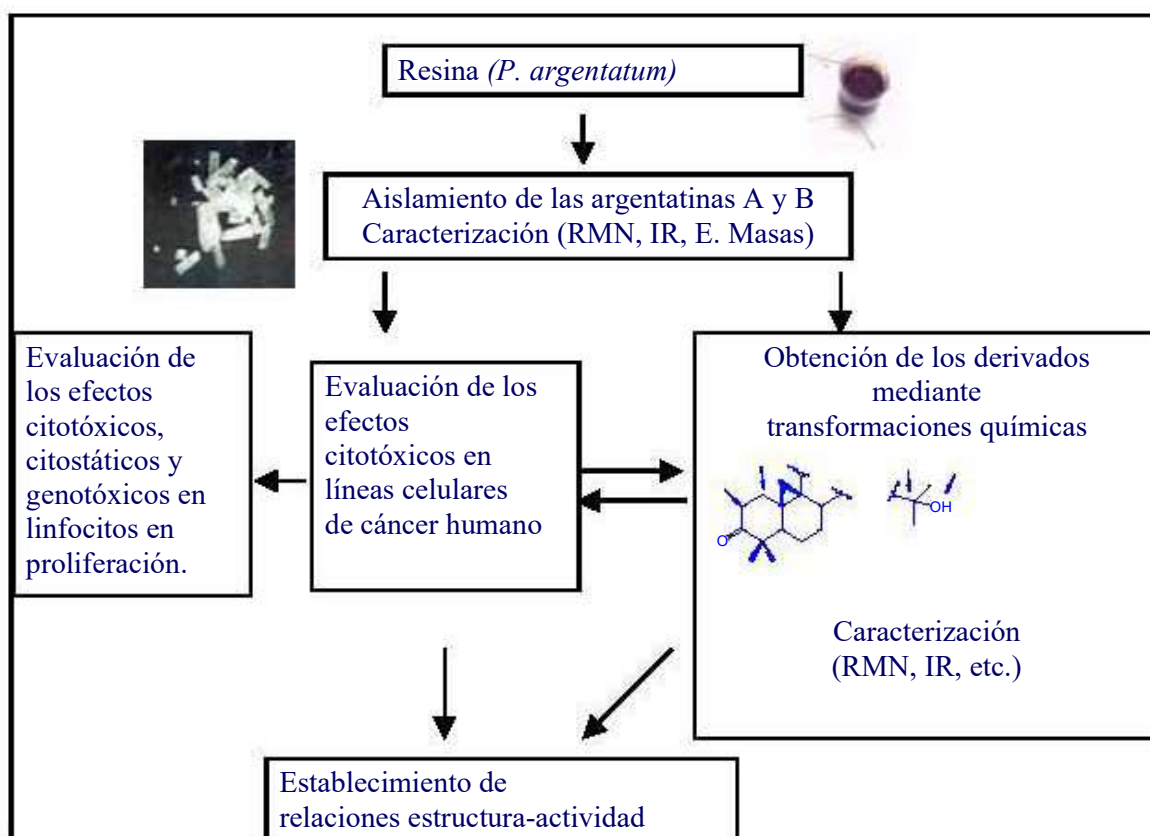 Resina (P. argentatum)
Aislamiento de las argentatinas A y B
Caracterización (RMN, IR, E. Masas)
Evaluación de
los efectos
citotóxicos,
citostáticos y
genotóxicos en
linfocitos en
proliferación.
Evaluación de los
efectos
citotóxicos en
líneas celulares
de cáncer humano
Obtención de los derivados
mediante
transformaciones químicas
O
OH
Caracterización
(RMN, IR, etc.)
Establecimiento de
relaciones estructura-actividad